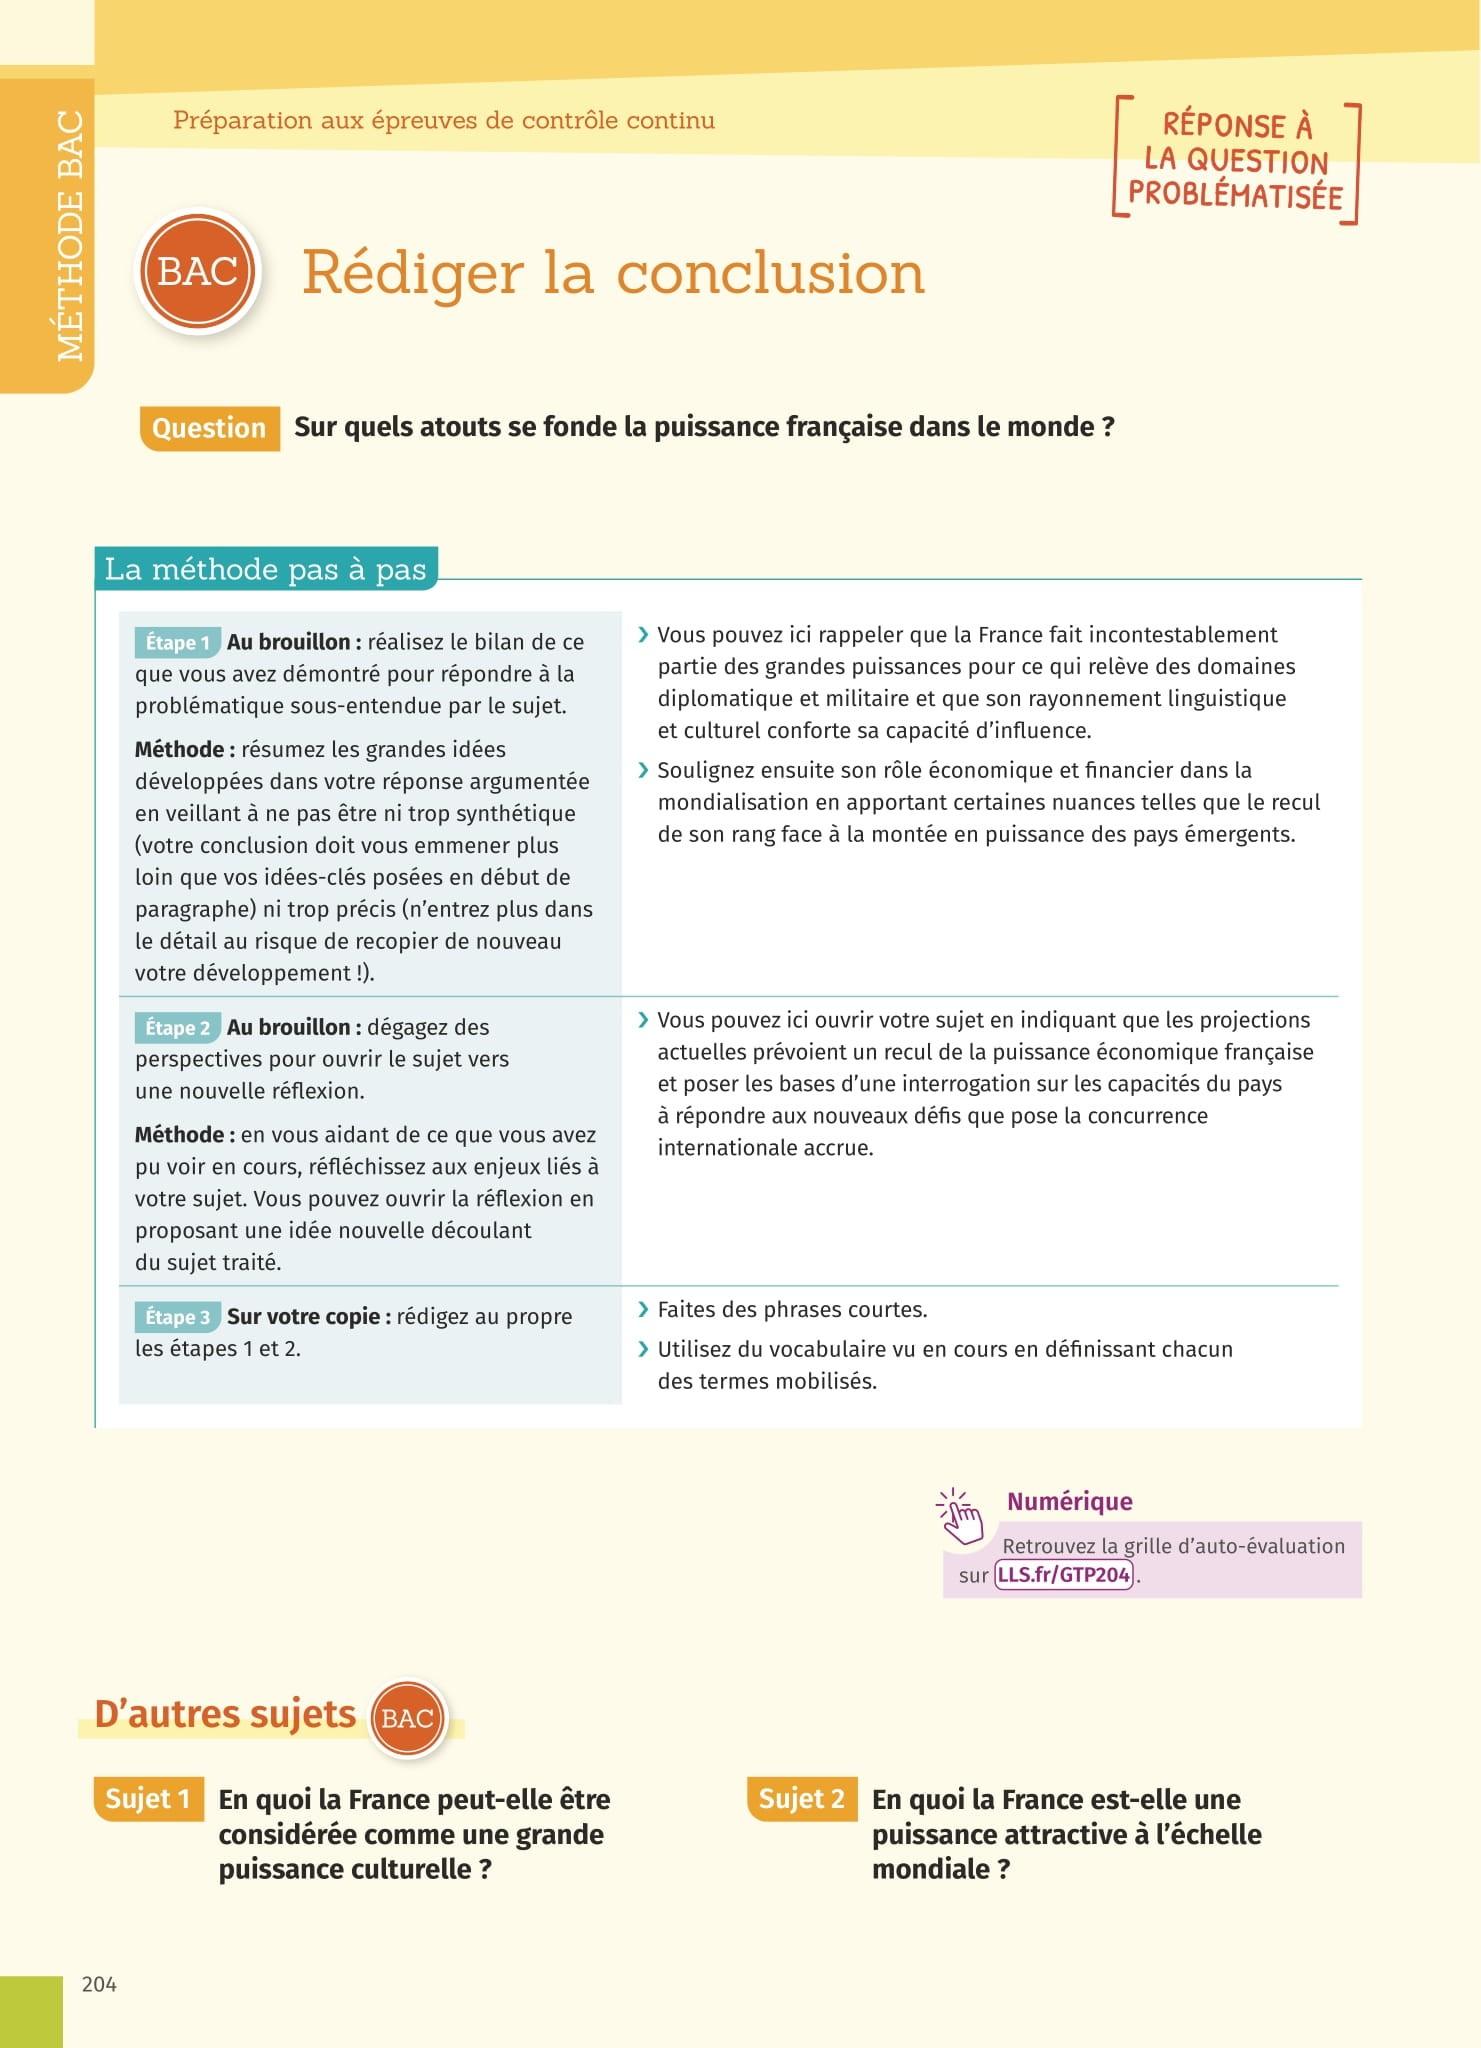 MÉTHODE BAC
Préparation aux épreuves de contrôle continu
RÉPONSE À
LA QUESTION
PROBLÉMATISÉE
BAC
Rédiger la conclusion
Question Sur quels atouts se fonde la puissance française dans le monde ?
La méthode pas à pas
Étape 1 Au brouillon : réalisez le bilan de ce
que vous avez démontré pour répondre à la
problématique sous-entendue par le sujet.
Méthode : résumez les grandes idées
développées dans votre réponse argumentée
en veillant à ne pas être ni trop synthétique
(votre conclusion doit vous emmener plus
loin que vos idées-clés posées en début de
paragraphe) ni trop précis (n'entrez plus dans
le détail au risque de recopier de nouveau
votre développement !).
› Vous pouvez ici rappeler que la France fait incontestablement
partie des grandes puissances pour ce qui relève des domaines
diplomatique et militaire et que son rayonnement linguistique
et culturel conforte sa capacité d'influence.
› Soulignez ensuite son rôle économique et financier dans la
mondialisation en apportant certaines nuances telles que le recul
de son rang face à la montée en puissance des pays émergents.
Étape 2 Au brouillon : dégagez des
perspectives pour ouvrir le sujet vers
une nouvelle réflexion.
Méthode : en vous aidant de ce que vous avez
pu voir en cours, réfléchissez aux enjeux liés à
votre sujet. Vous pouvez ouvrir la réflexion en
proposant une idée nouvelle découlant
du sujet traité.
› Vous pouvez ici ouvrir votre sujet en indiquant que les projections
actuelles prévoient un recul de la puissance économique française
et poser les bases d'une interrogation sur les capacités du pays
à répondre aux nouveaux défis que pose la concurrence
internationale accrue.
Étape 3 Sur votre copie : rédigez au propre
les étapes 1 et 2.
› Faites des phrases courtes.
› Utilisez du vocabulaire vu en cours en définissant chacun
des termes mobilisés.
Numérique
Retrouvez la grille d'auto-évaluation
sur LLS.fr/GTP204 .
D'autres sujets BAC
Sujet 1 En quoi la France peut-elle être
considérée comme une grande
puissance culturelle ?
Sujet 2 En quoi la France est-elle une
puissance attractive à l'échelle
mondiale ?
204